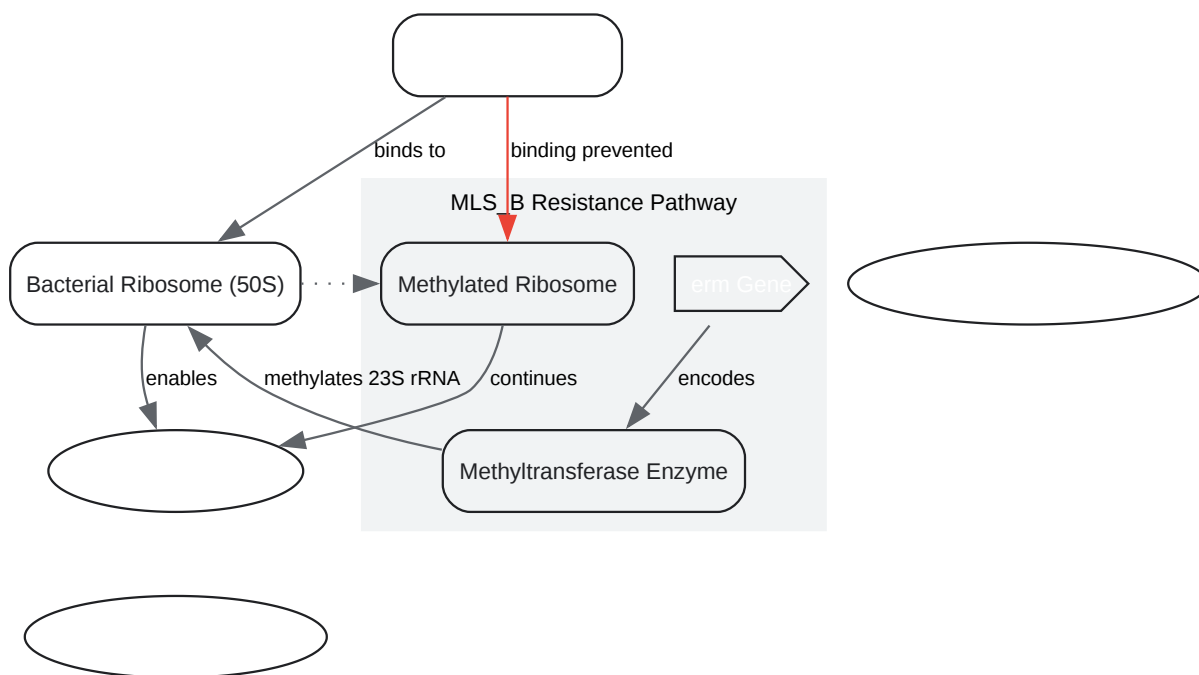 binds to
binding prevented
MLS_B Resistance Pathway
Bacterial Ribosome (50S)
Methylated Ribosome
erm Gene
enables
methylates 23S rRNA
continues
encodes
Methyltransferase Enzyme